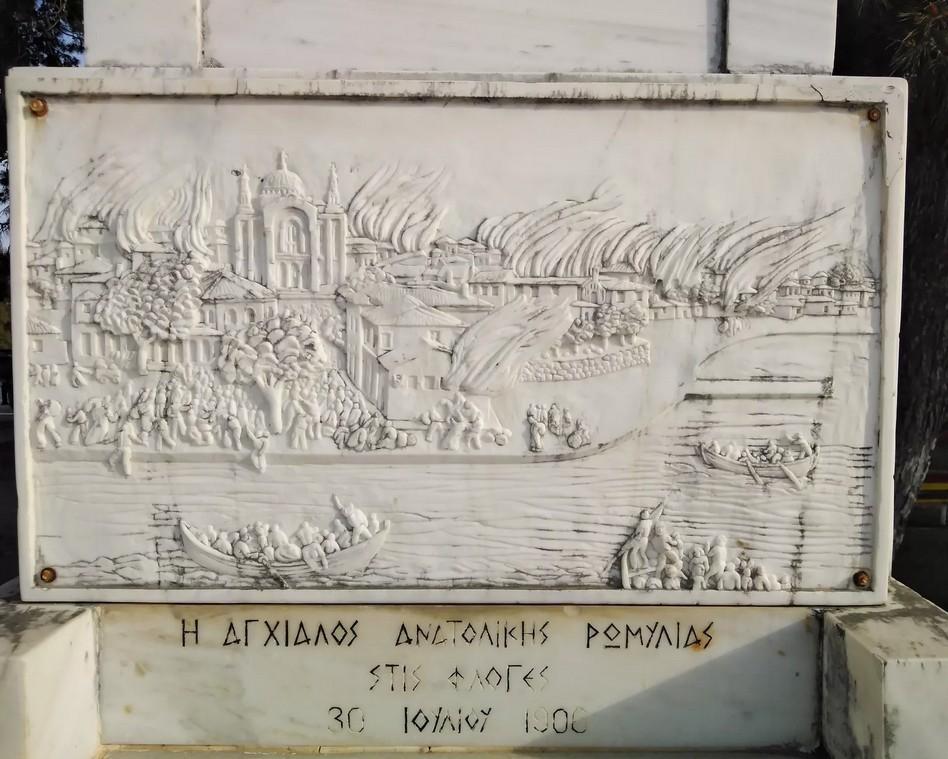 Η ΑΓΧΙΑΛΟΣ ΑΝΑΤΟΛΙΚΗΣ ΡΩΜΥΛΙΑΣ
ΣΤΙΣ ΦΛΟΓΕΣ
30 ΙΟΥΛΙΟΥ 1906